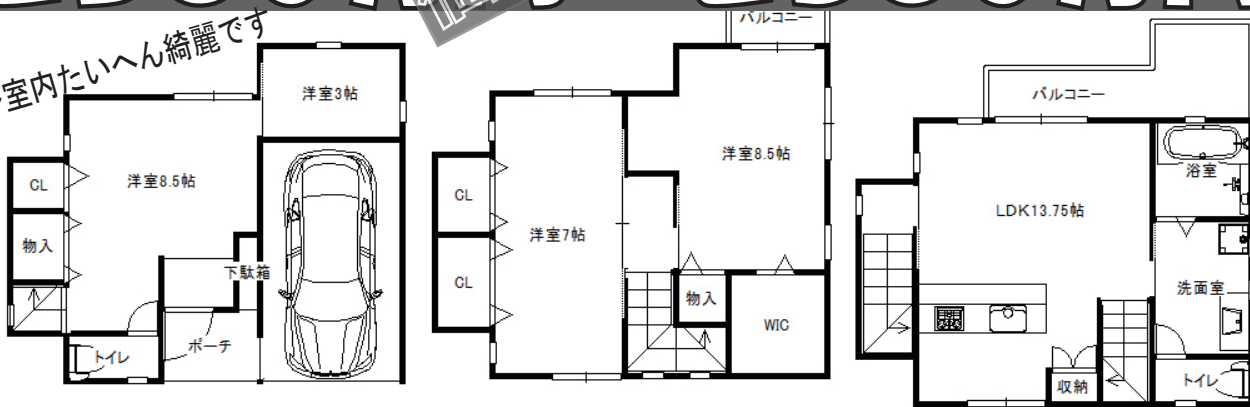 室内たいへん綺麗です
洋室3帖
洋室8.5帖
CL
物入
下駄箱
ポーチ
トイレ
バルコニー
洋室8.5帖
洋室7帖
CL
CL
物入
WIC
バルコニー
浴室
LDK13.75帖
洗面室
収納
トイレ